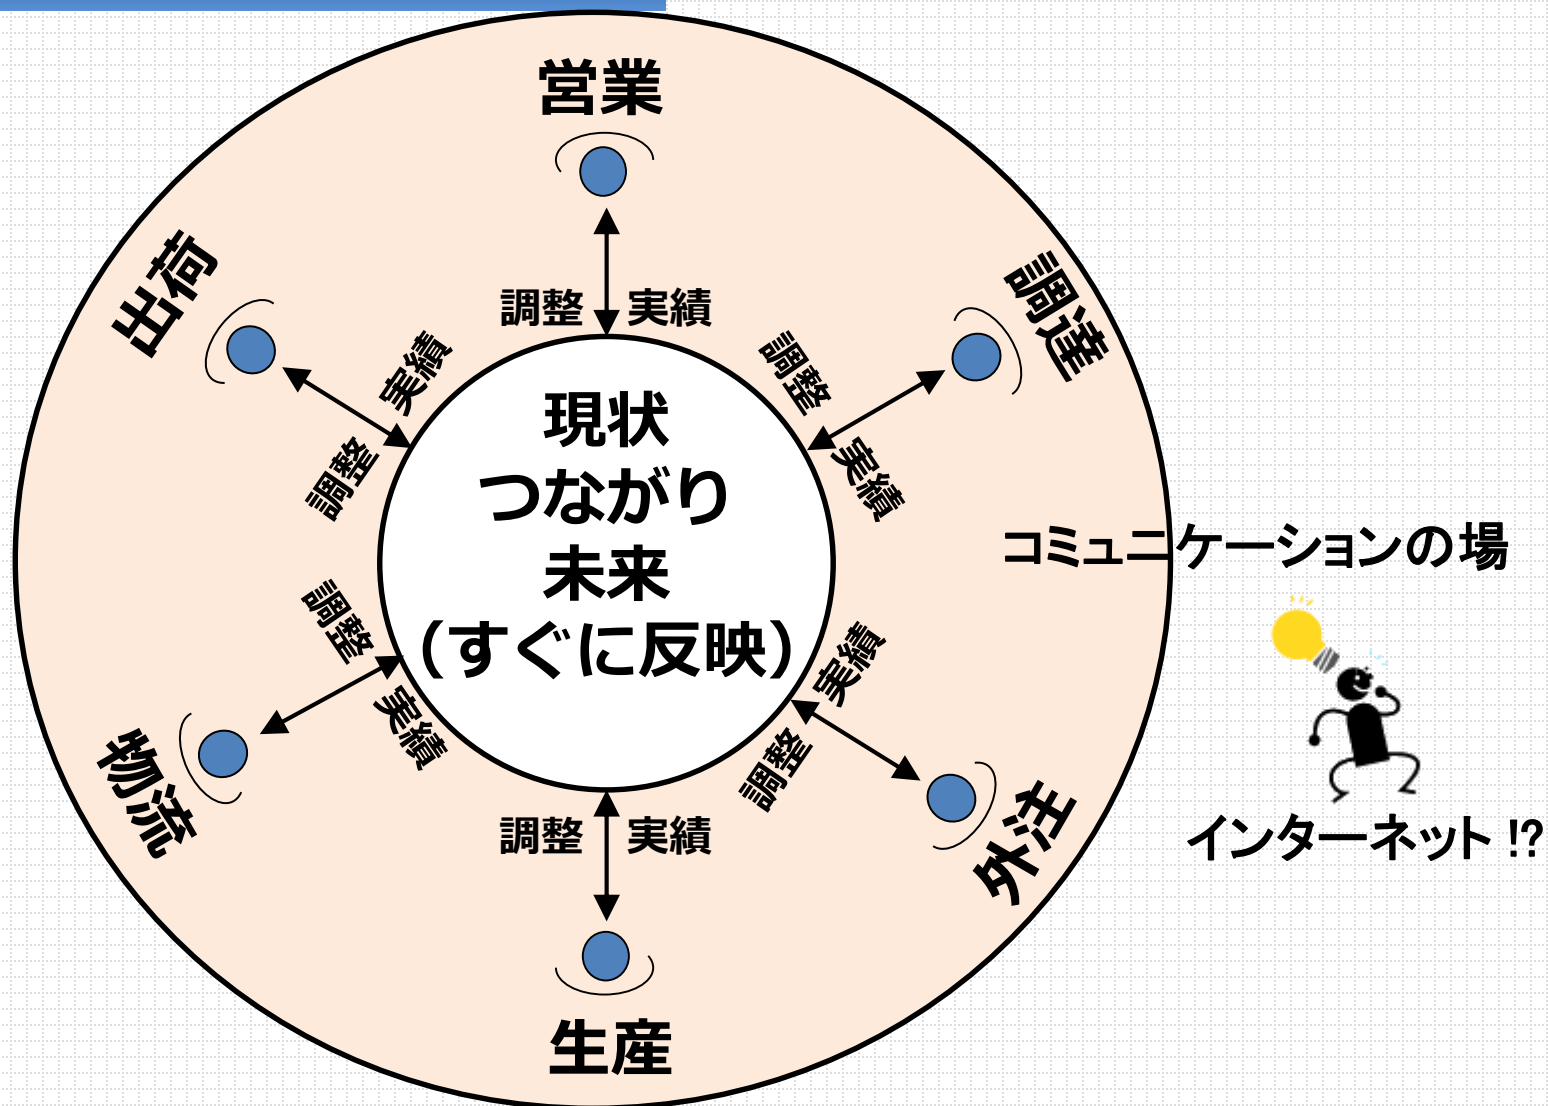 営業
出荷
調達
調整 実績
調整 実績
調整 実績
現状
つながり
未来
（すぐに反映）
コミュニケーションの場
調整 実績
調整 実績
物流
外注
調整 実績
インターネット !?
生産